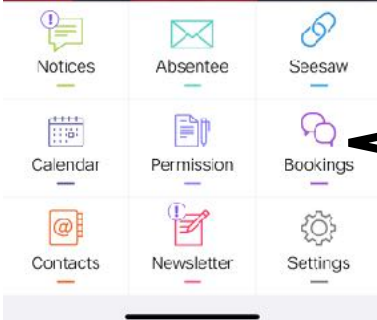 Notices Absentee Seesaw
Calendar Permission Bookings
Contacts Newsletter Settings